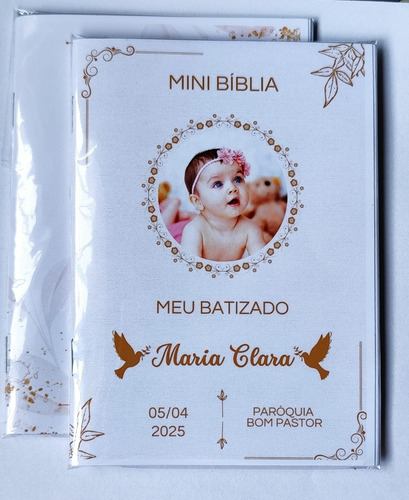 MINI BÍBLIA
MEU BATIZADO
Maria Clara
05/04
2025
PARÓQUIA
BOM PASTOR